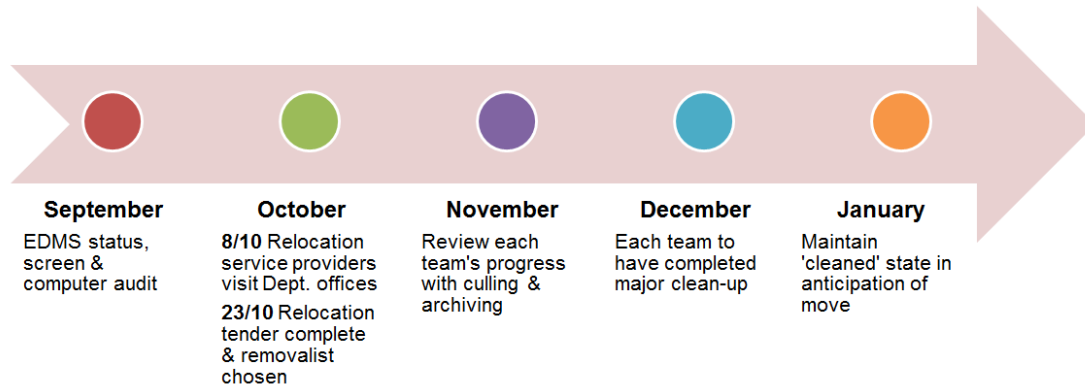 September
EDMS status,
screen &
computer audit
October
8/10 Relocation
service providers
visit Dept. offices
23/10 Relocation
tender complete
& removalist
chosen
November
Review each
team's progress
with culling &
archiving
December
Each team to
have completed
major clean-up
January
Maintain
'cleaned' state in
anticipation of
move